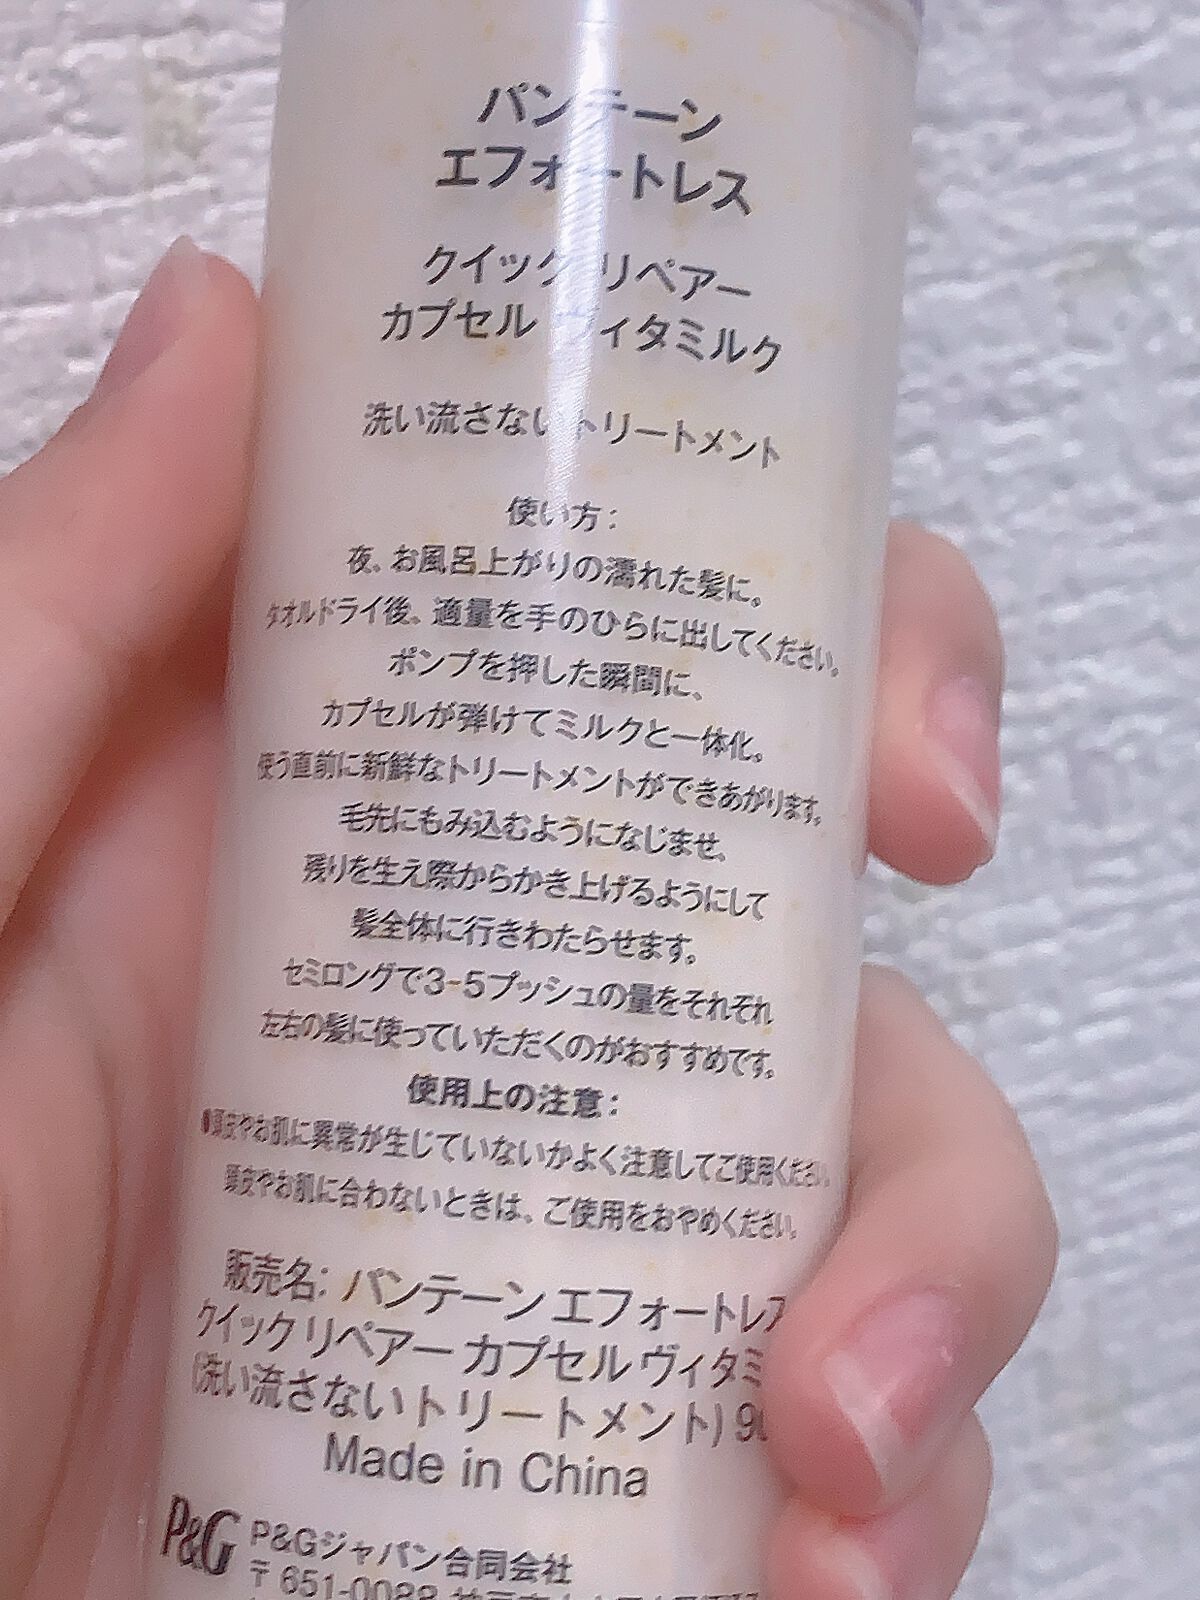 パンテーン
エフォートレス
クイック リペアー
カプセル ヴィタミルク
洗い流さないトリートメント
使い方：
夜、お風呂上がりの濡れた髪に。
タオルドライ後、適量を手のひらに出してください。
ポンプを押した瞬間に、
カプセルが弾けてミルクと一体化。
使う直前に新鮮なトリートメントができあがります。
毛先にもみ込むようになじませ、
残りを生え際からかき上げるようにして
髪全体に行きわたらせます。
セミロングで3-5プッシュの量をそれぞれ
左右の髪に使っていただくのがおすすめです。
使用上の注意：
●頭皮やお肌に異常が生じていないかよく注意してご使用ください。
頭皮やお肌に合わないときは、ご使用をおやめください。
販売名：パンテーン エフォートレス
クイック リペアー カプセル ヴィタミ
(洗い流さないトリートメント)
Made in China
P&G P&Gジャパン合同会社
〒651-0088